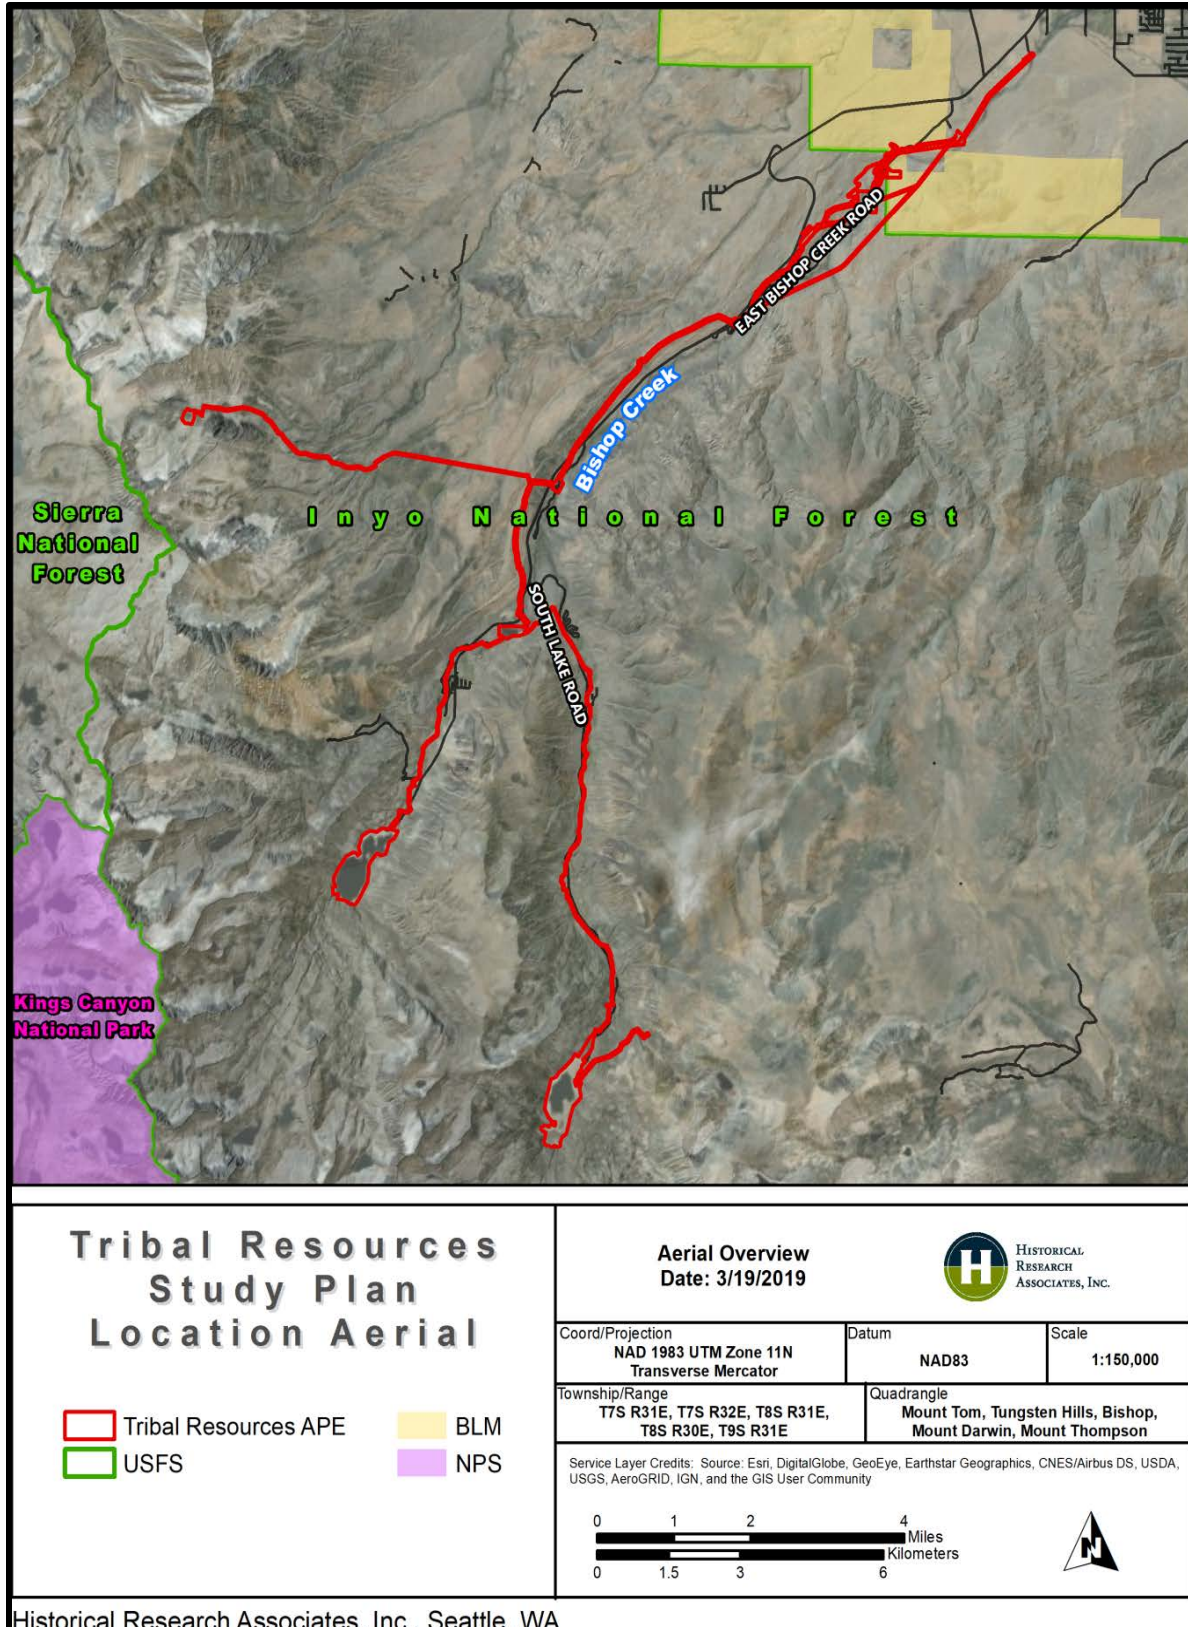 EAST BISHOP CREEK ROAD
Bishop Creek
Sierra
National
Forest
Inyo National Forest
SOUTH LAKE ROAD
Kings Canyon
National Park
Tribal Resources
Study Plan
Location Aerial
Tribal Resources APE
BLM
USFS
NPS
Aerial Overview
Date: 3/19/2019
H
HISTORICAL
RESEARCH
ASSOCIATES, INC.
Coord/Projection
NAD 1983 UTM Zone 11N
Transverse Mercator
Datum
NAD83
Scale
1:150,000
Township/Range
T7S R31E, T7S R32E, T8S R31E,
T8S R30E, T9S R31E
Quadrangle
Mount Tom, Tungsten Hills, Bishop,
Mount Darwin, Mount Thompson
Service Layer Credits: Source: Esri, DigitalGlobe, GeoEye, Earthstar Geographics, CNES/Airbus DS, USDA,
USGS, AeroGRID, IGN, and the GIS User Community
0 1 2 4
Miles
Kilometers
0 1.5 3 6
N
Historical Research Associates, Inc., Seattle, WA